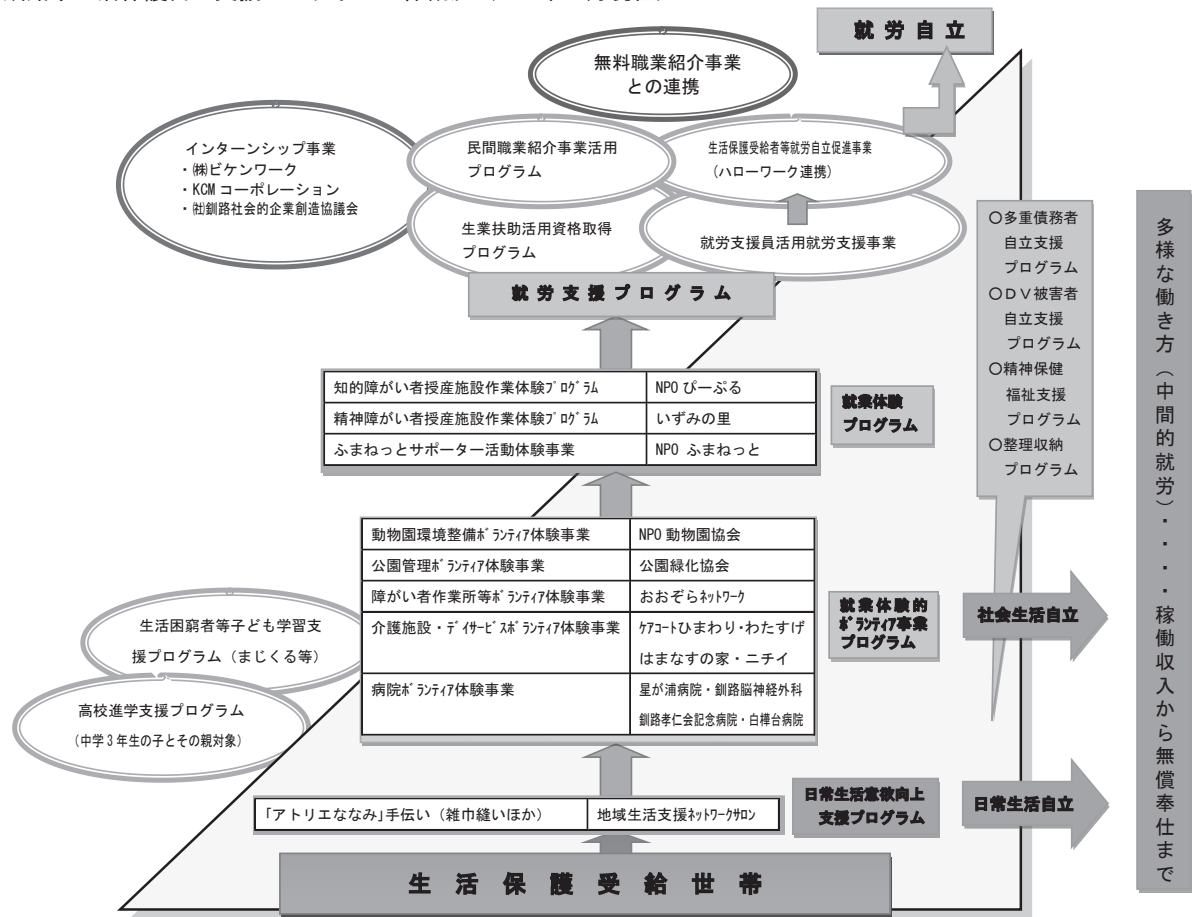 就労自立
無料職業紹介事業
との連携
インターンシップ事業
・㈱ビケンワーク
・KCMコーポレーション
・㈳釧路社会的企業創造協議会
民間職業紹介事業活用
プログラム
生活保護受給者等就労自立促進事業
(ハローワーク連携)
生業扶助活用資格取得
プログラム
就労支援員活用就労支援事業
就労支援プログラム
知的障がい者授産施設作業体験ﾌﾟﾛｸﾞﾗﾑ NPOぴーぷる
精神障がい者授産施設作業体験ﾌﾟﾛｸﾞﾗﾑ いずみの里
ふまねっとサポーター活動体験事業 NPO ふまねっと
就業体験
プログラム
動物園環境整備ﾎﾞﾗﾝﾃｨｱ体験事業 NPO動物園協会
公園管理ﾎﾞﾗﾝﾃｨｱ体験事業 公園緑化協会
障がい者作業所等ﾎﾞﾗﾝﾃｨｱ体験事業 おおぞらﾈｯﾄﾜｰｸ
介護施設・ﾃﾞｲｻｰﾋﾞｽﾎﾞﾗﾝﾃｨｱ体験事業 ｹｱｺｰﾄひまわり・わたすげ
はまなすの家・ニチイ
病院ﾎﾞﾗﾝﾃｨｱ体験事業 星が浦病院・釧路脳神経外科
釧路孝仁会記念病院・白樺台病院
就業体験的
ﾎﾞﾗﾝﾃｨｱ事業
プログラム
生活困窮者等子ども学習支
援プログラム(まじくる等)
高校進学支援プログラム
(中学3年生の子とその親対象)
「アトリエななみ」手伝い(雑巾縫いほか) 地域生活支援ﾈｯﾄﾜｰｸｻﾛﾝ
日常生活意欲向上
支援プログラム
生活保護受給世帯
○多重債務者
自立支援
プログラム
○DV被害者
自立支援
プログラム
○精神保健
福祉支援
プログラム
○整理収納
プログラム
社会生活自立
日常生活自立
多様な働き方(中間的就労)・・・・稼働収入から無償奉仕まで